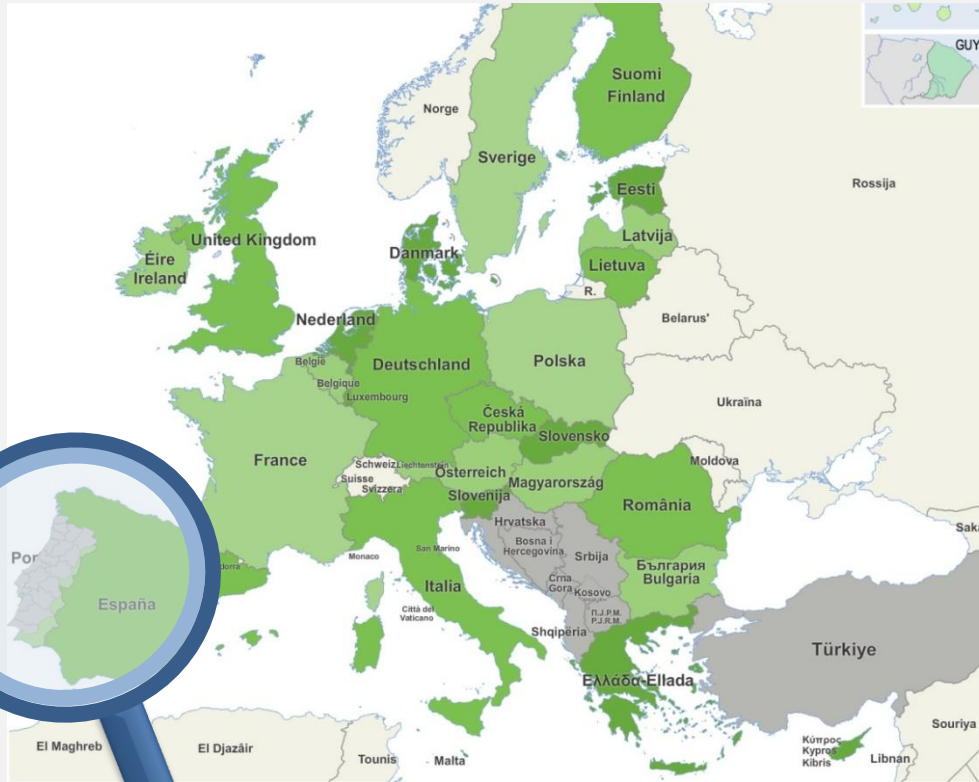 GUY
Suomi
Finland
Norge
Sverige
Rossija
Eesti
Latvija
United Kingdom
Danmark
Éire
Ireland
Lietuva
R.
Belarus'
Nederland
Deutschland
Polska
België
Belgique
Luxembourg
Ukraïna
Česká
Republika
Slovensko
France
Moldova
Schweiz
Liechtenstein
Österreich
Suisse
Svizzera
Magyarország
Slovenija
România
Hrvatska
Saka
San Marino
Bosna i
Hercegovina
Srbija
Monaco
Por
dorra
България
Bulgaria
Italia
Crna
Gora
Kosovo
España
Città del
Vaticano
П.Ј.Р.М.
P.J.R.M.
Shqipëria
Türkiye
Ελλάδα-Ellada
Souriya
El Maghreb
El Djazâir
Tounis
Malta
Κύπρος
Kypros
Kibris
Libnan